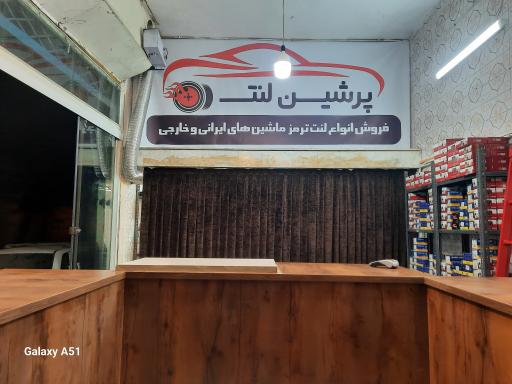 پرشین لنت
فروش انواع لنت ترمز ماشین های ایرانی و خارجی
Galaxy A51